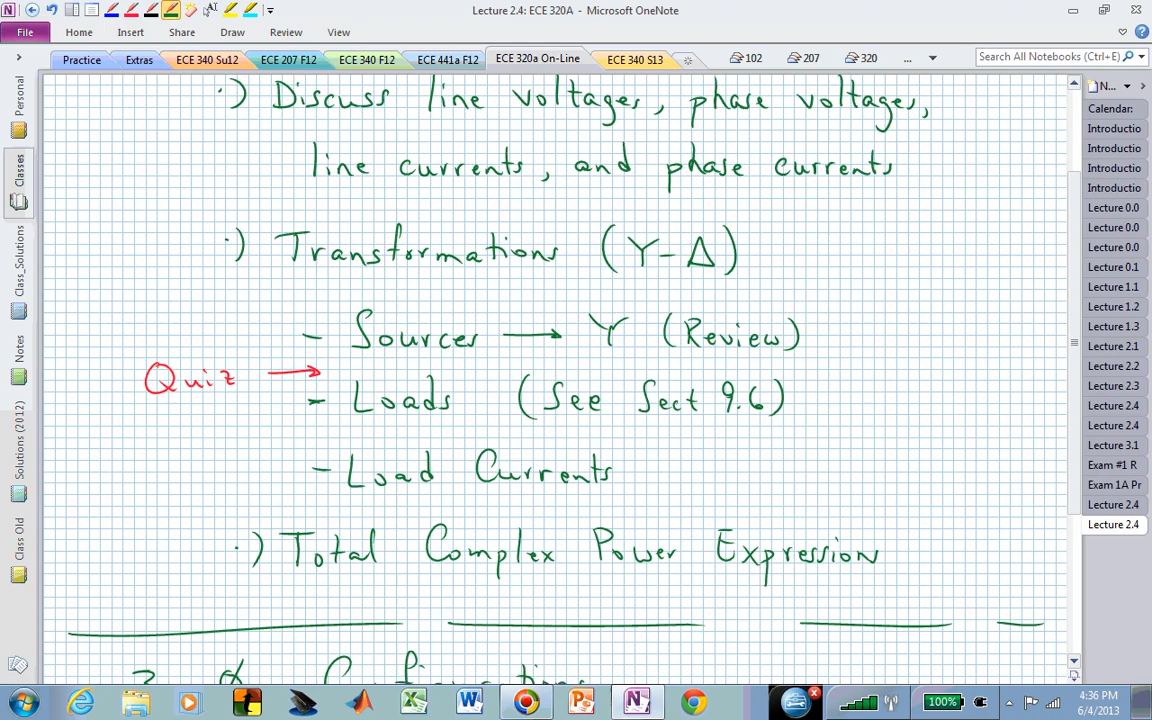 Lecture 2.4: ECE 320A - Microsoft OneNote
File Home Insert Share Draw Review View
Practice Extras ECE 340 Su12 ECE 207 F12 ECE 340 F12 ECE 441a F12 ECE 320a On-Line ECE 340 S13 102 207 320 ... Search All Notebooks (Ctrl+E)
Personal
Classes
Class_Solutions
Notes
Solutions (2012)
Class Old
·) Discuss line voltages, phase voltages,
line currents, and phase currents
·) Transformations (Y-Δ)
- Sources → Y (Review)
Quiz →
- Loads (See Sect 9.6)
- Load Currents
·) Total Complex Power Expression
3 φ Configurations
N...
Calendar:
Introductio
Introductio
Introductio
Introductio
Lecture 0.0
Lecture 0.0
Lecture 0.0
Lecture 0.1
Lecture 1.1
Lecture 1.2
Lecture 1.3
Lecture 2.1
Lecture 2.2
Lecture 2.3
Lecture 2.4
Lecture 2.4
Lecture 3.1
Exam #1 R
Exam 1A Pr
Lecture 2.4
Lecture 2.4
100%
4:36 PM
6/4/2013